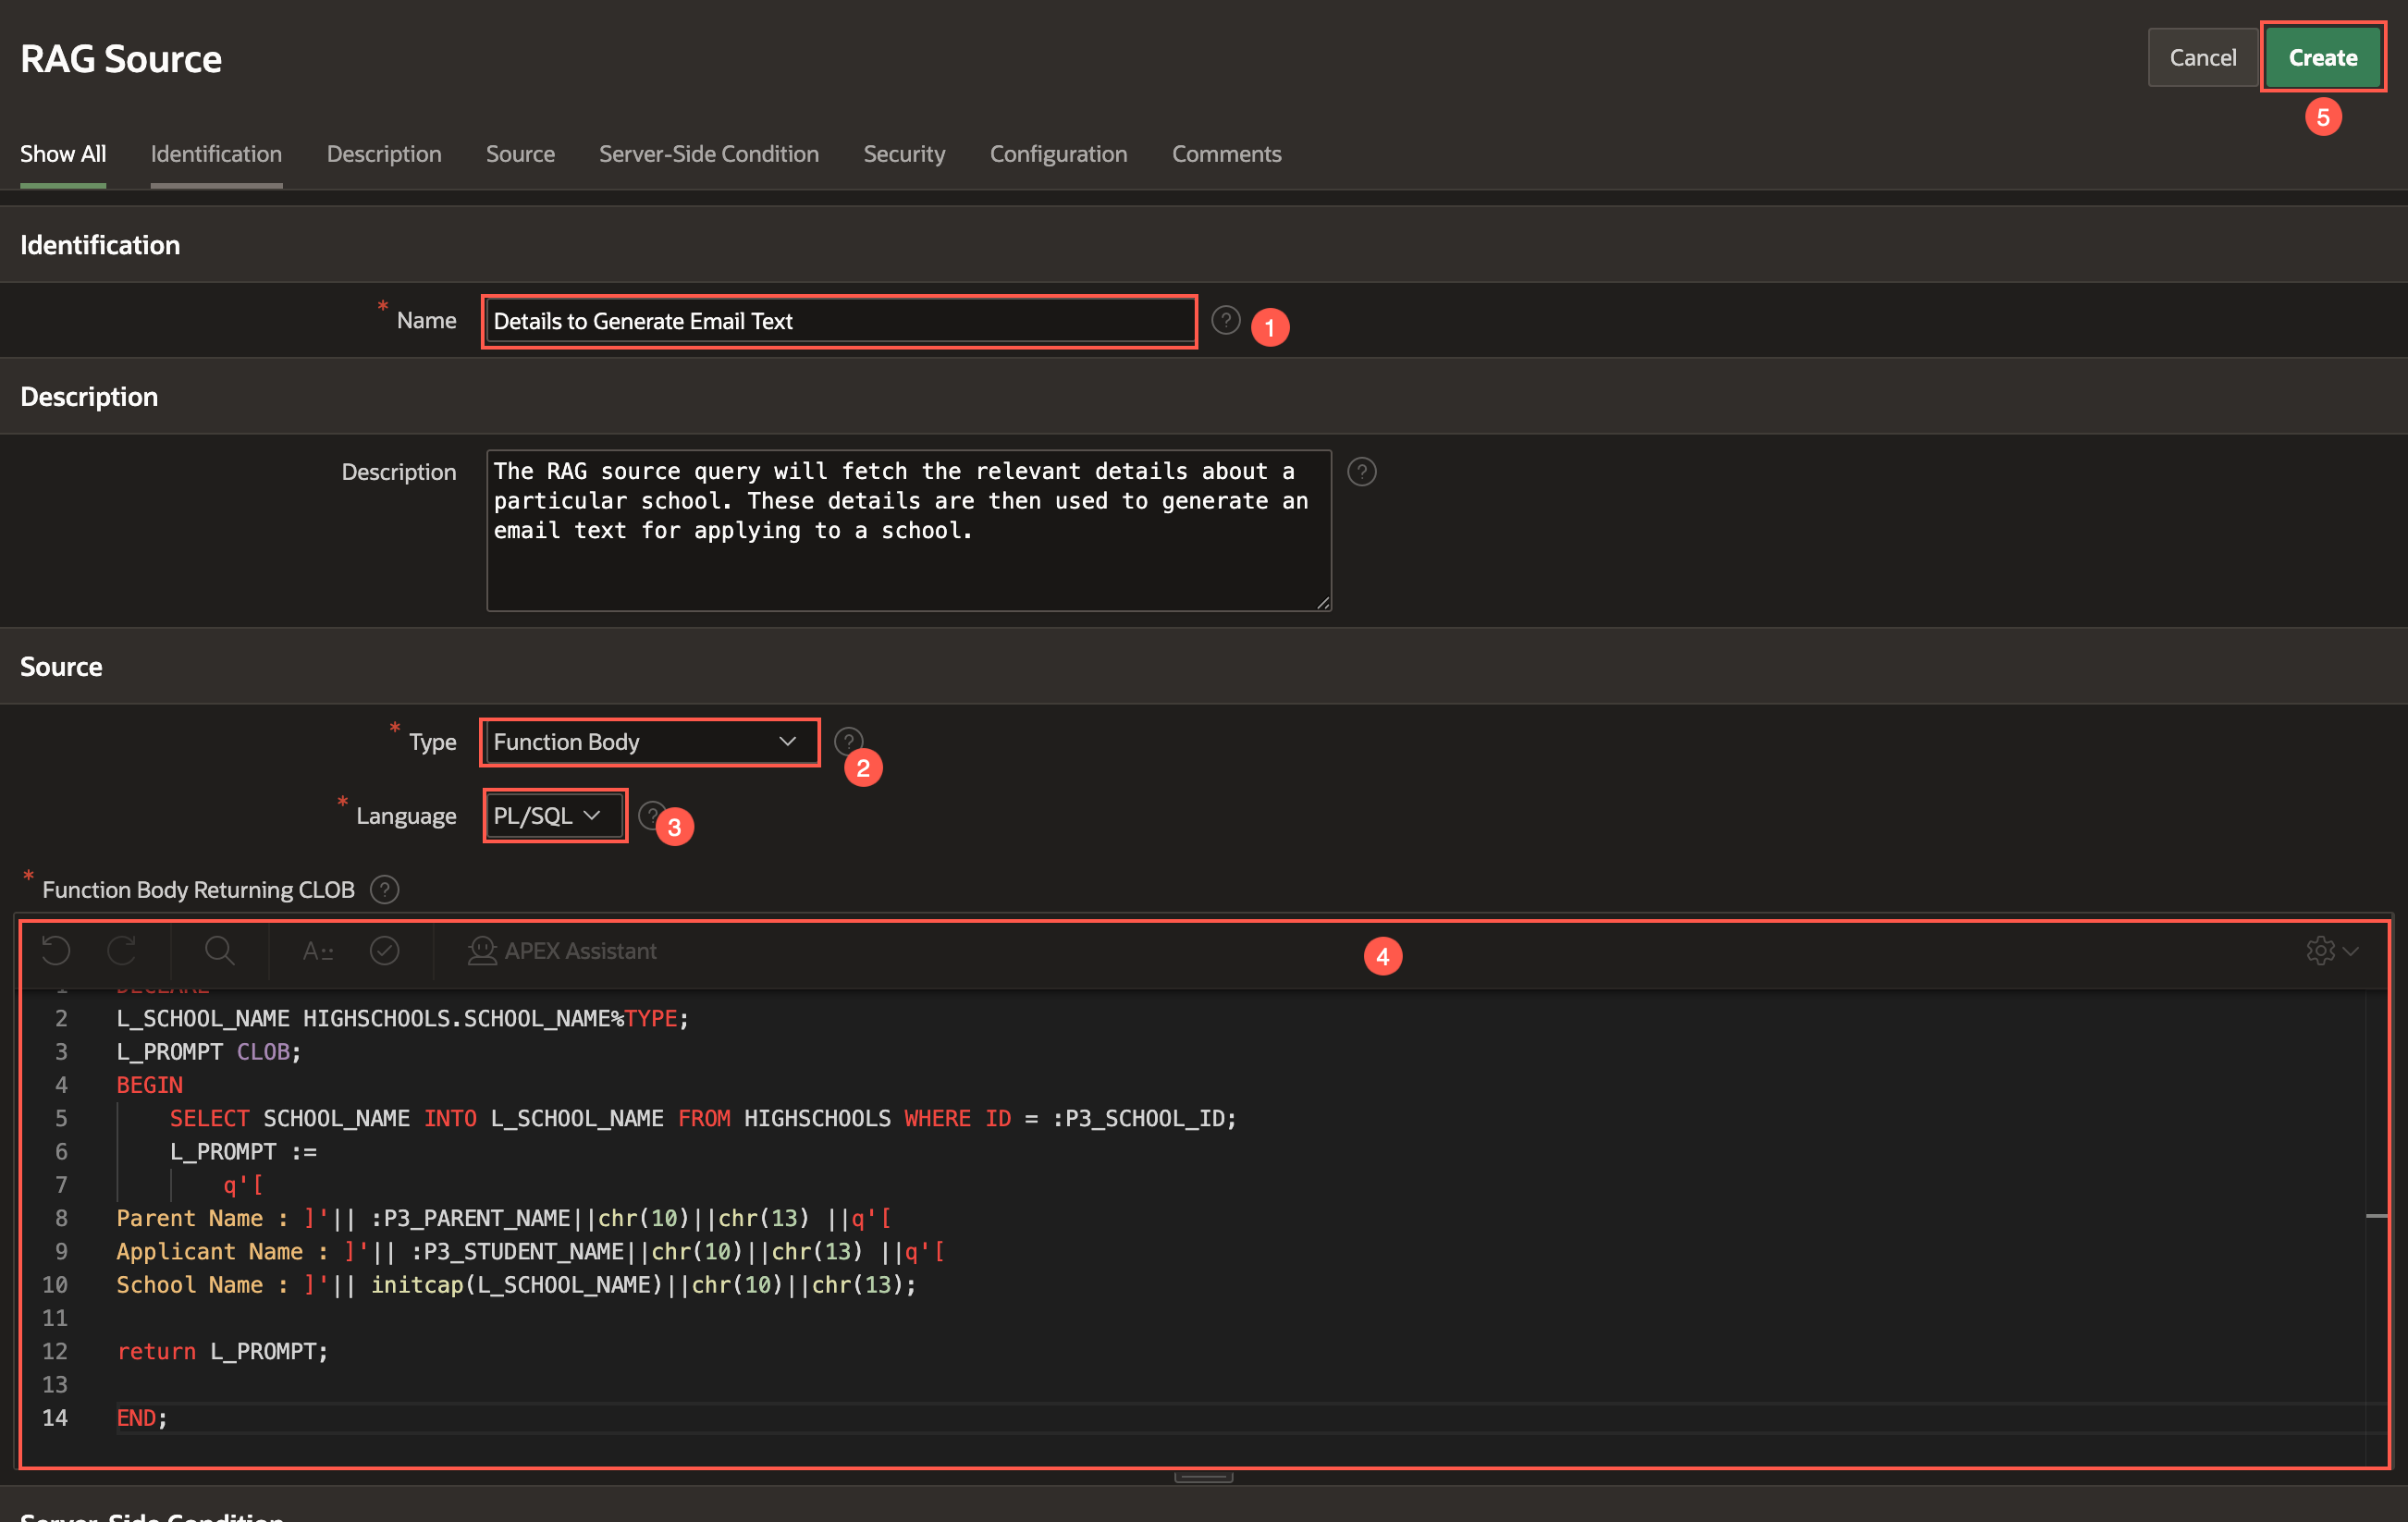 RAG Source
Cancel
Create
5
Show All Identification Description Source Server-Side Condition Security Configuration Comments
Identification
* Name Details to Generate Email Text ? 1
Description
Description The RAG source query will fetch the relevant details about a ?
particular school. These details are then used to generate an
email text for applying to a school.
Source
* Type Function Body ? 2
* Language PL/SQL ? 3
* Function Body Returning CLOB ?
APEX Assistant 4
1 DECLARE
2 L_SCHOOL_NAME HIGHSCHOOLS.SCHOOL_NAME%TYPE;
3 L_PROMPT CLOB;
4 BEGIN
5 SELECT SCHOOL_NAME INTO L_SCHOOL_NAME FROM HIGHSCHOOLS WHERE ID = :P3_SCHOOL_ID;
6 L_PROMPT :=
7 q'[
8 Parent Name : ]'|| :P3_PARENT_NAME||chr(10)||chr(13) ||q'[
9 Applicant Name : ]'|| :P3_STUDENT_NAME||chr(10)||chr(13) ||q'[
10 School Name : ]'|| initcap(L_SCHOOL_NAME)||chr(10)||chr(13);
11
12 return L_PROMPT;
13
14 END;
Server-Side Condition